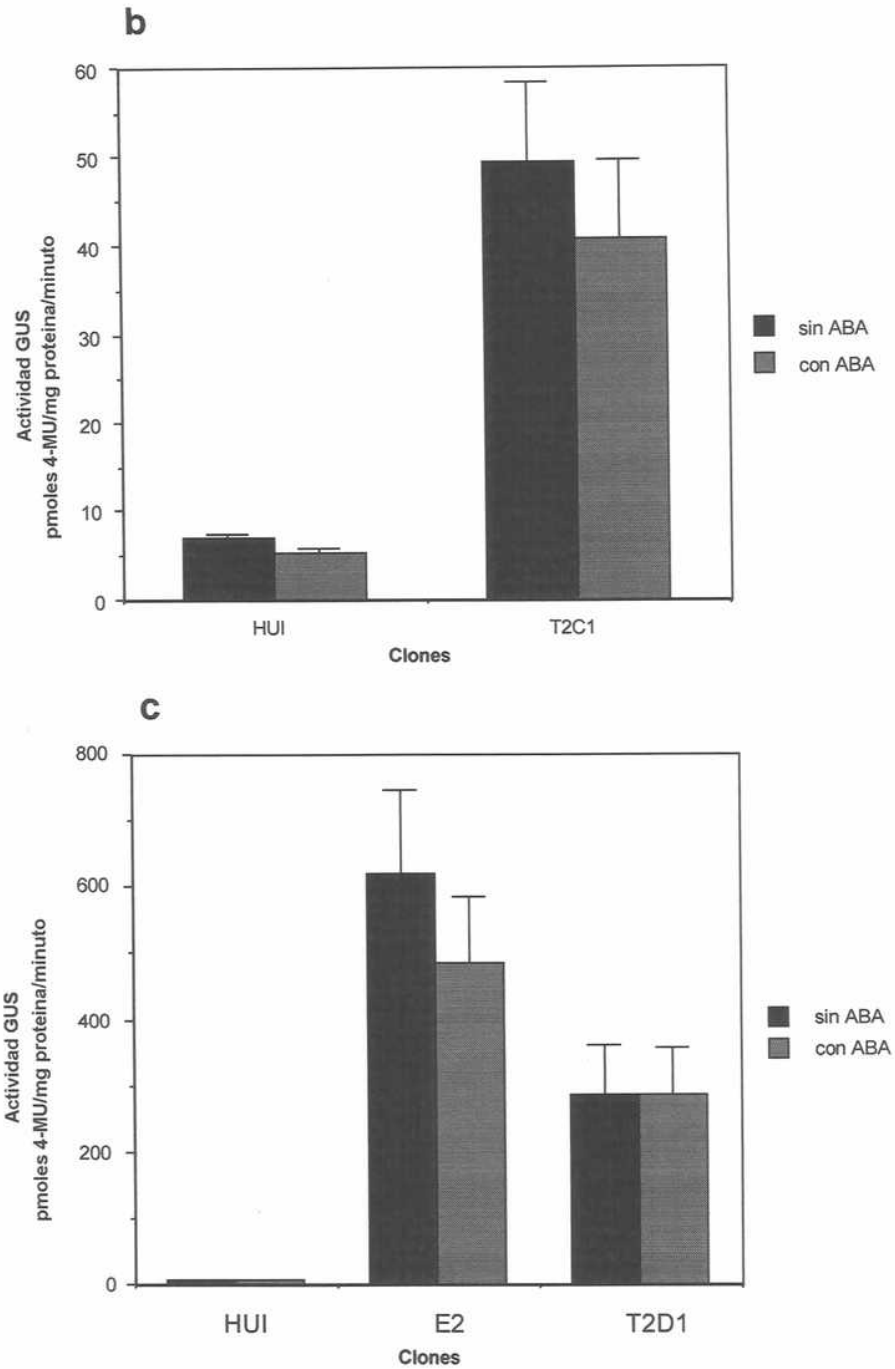 b
60
50
40
30
20
10
0
Actividad GUS
pmoles 4-MU/mg proteina/minuto
HUI T2C1
Clones
sin ABA
con ABA
c
800
600
400
200
0
Actividad GUS
pmoles 4-MU/mg proteina/minuto
HUI E2 T2D1
Clones
sin ABA
con ABA